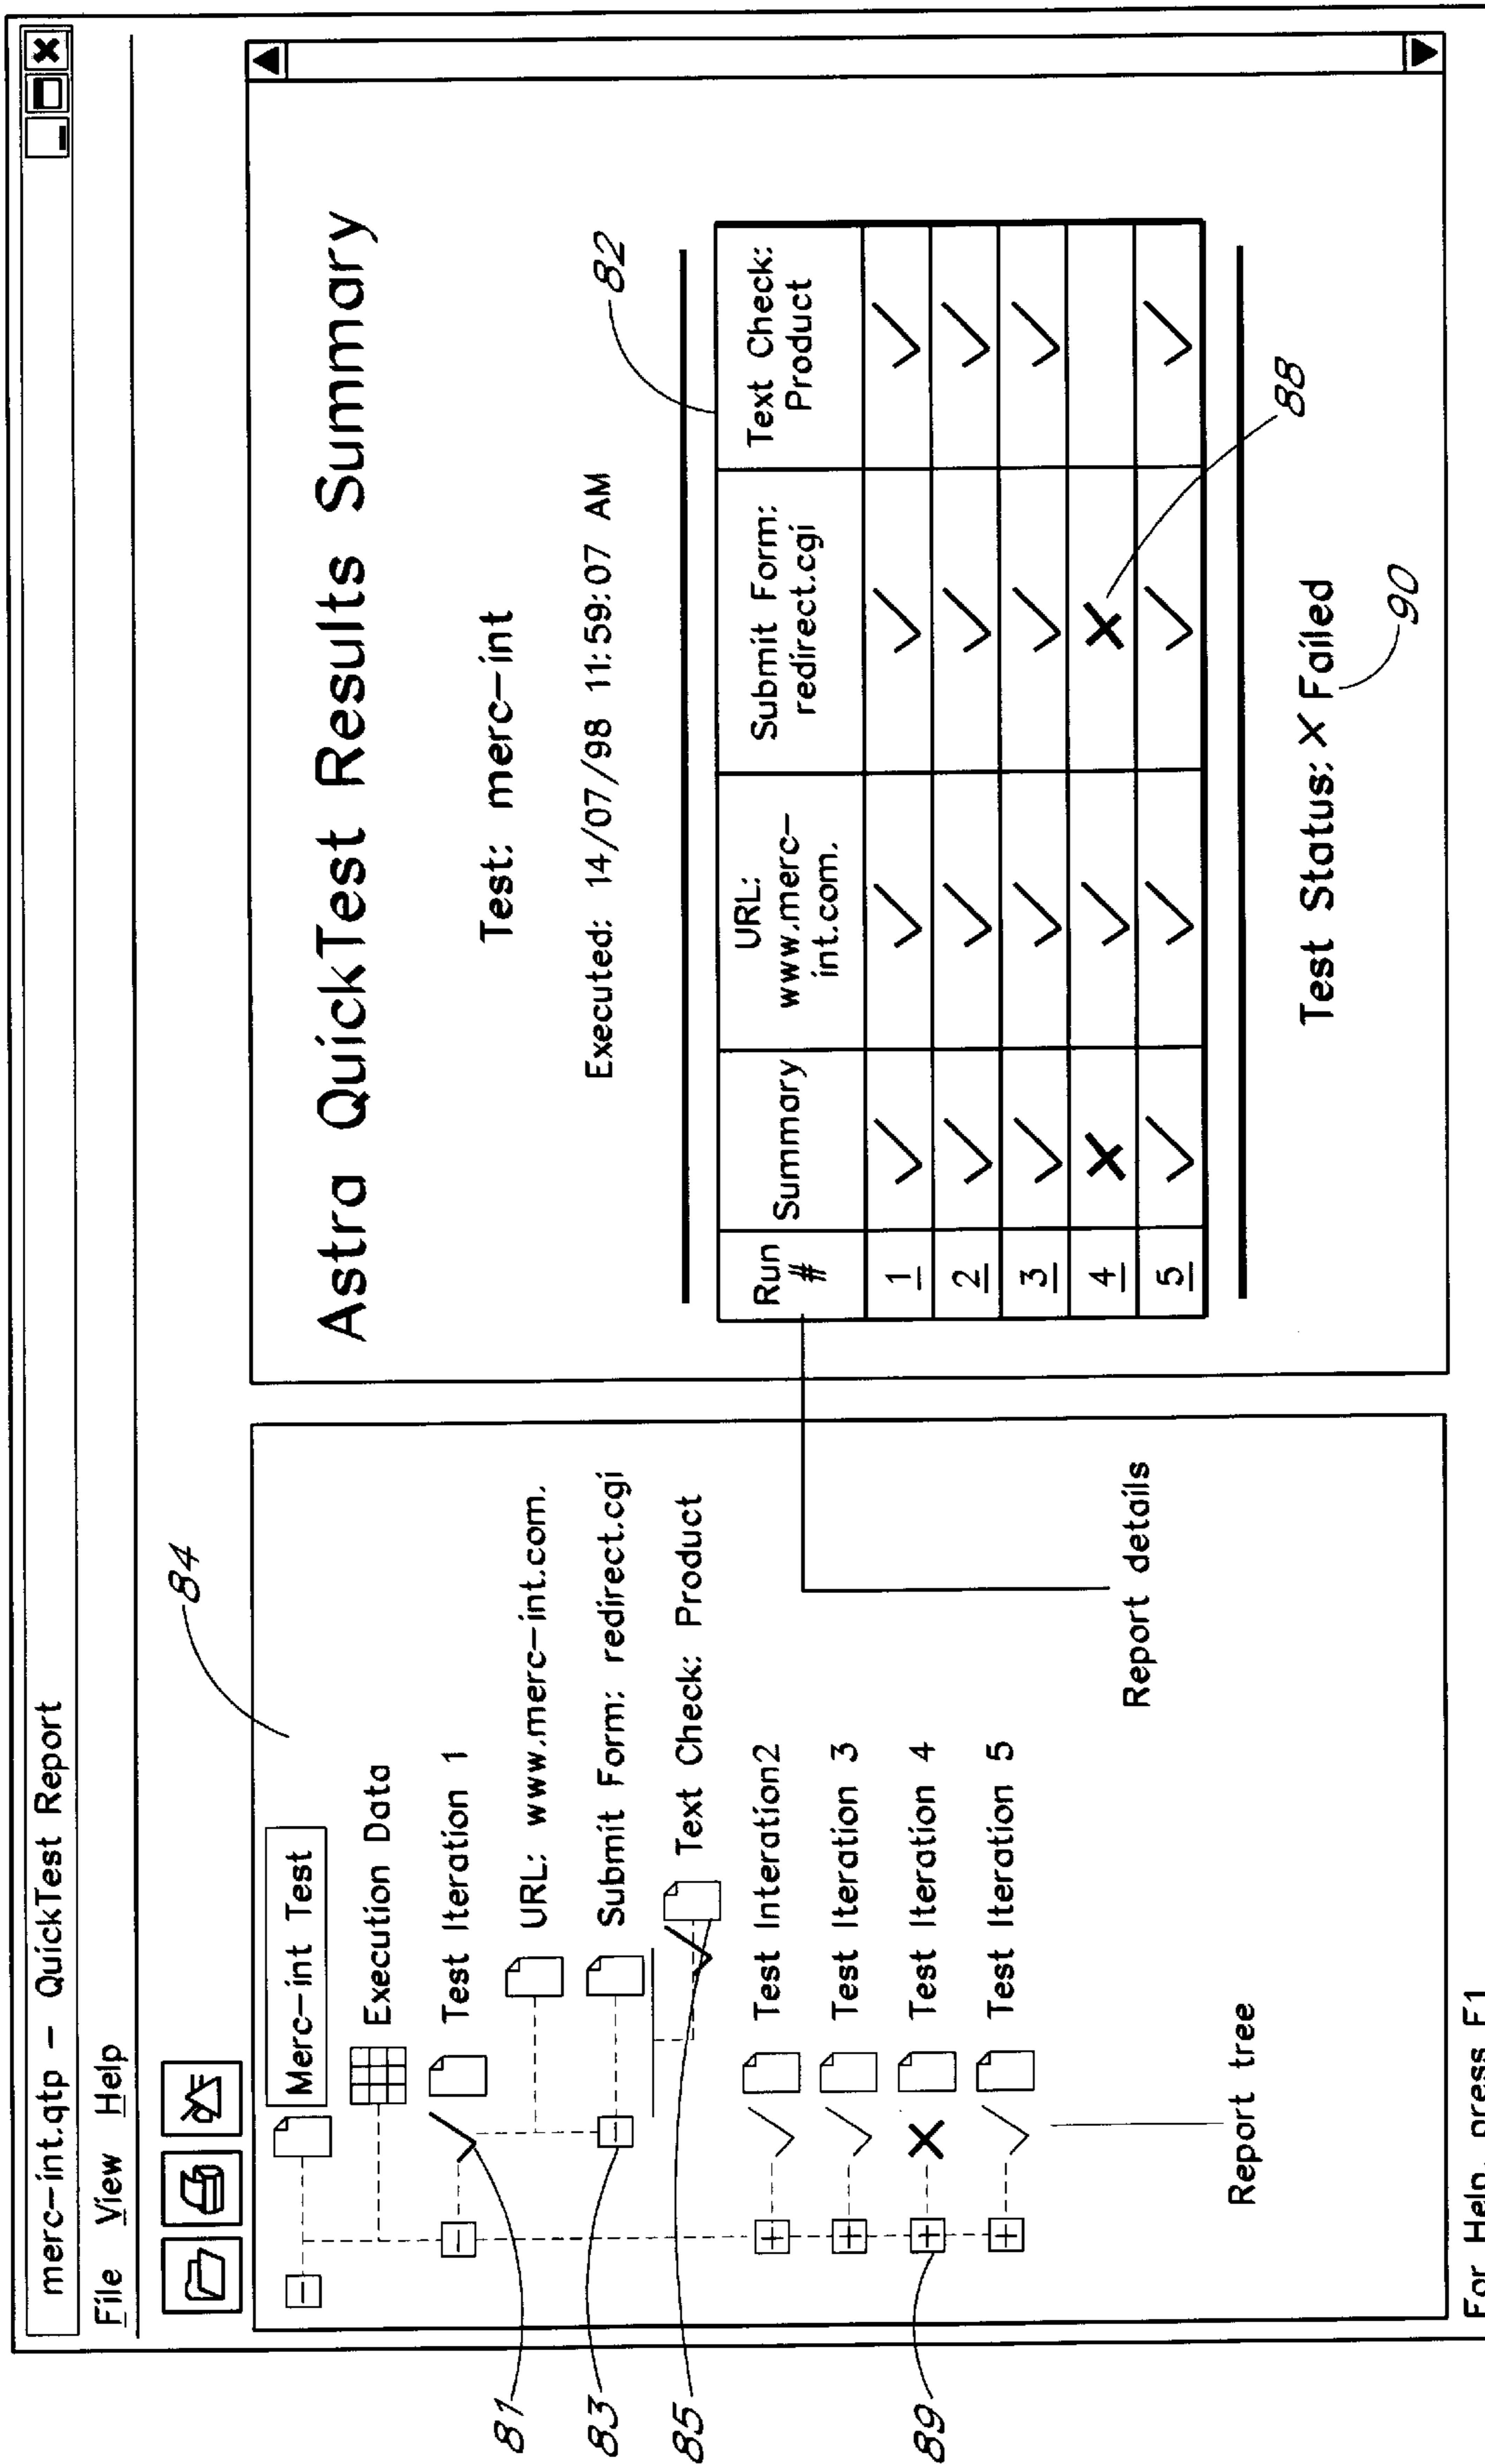 merc-int.qtp - QuickTest Report
File View Help
84
Merc-int Test
Execution Data
Test Iteration 1
URL: www.merc-int.com.
Submit Form: redirect.cgi
Text Check: Product
Test Interation2
Test Iteration 3
Test Iteration 4
Test Iteration 5
Report tree
Report details
81
83
85
89
Astra QuickTest Results Summary
Test: merc-int
Executed: 14/07/98 11:59:07 AM
82
Run
#
Summary
URL:
www.merc-
int.com.
Submit Form:
redirect.cgi
Text Check:
Product
1
2
3
4
5
88
Test Status: X Failed
90
For Help, press F1